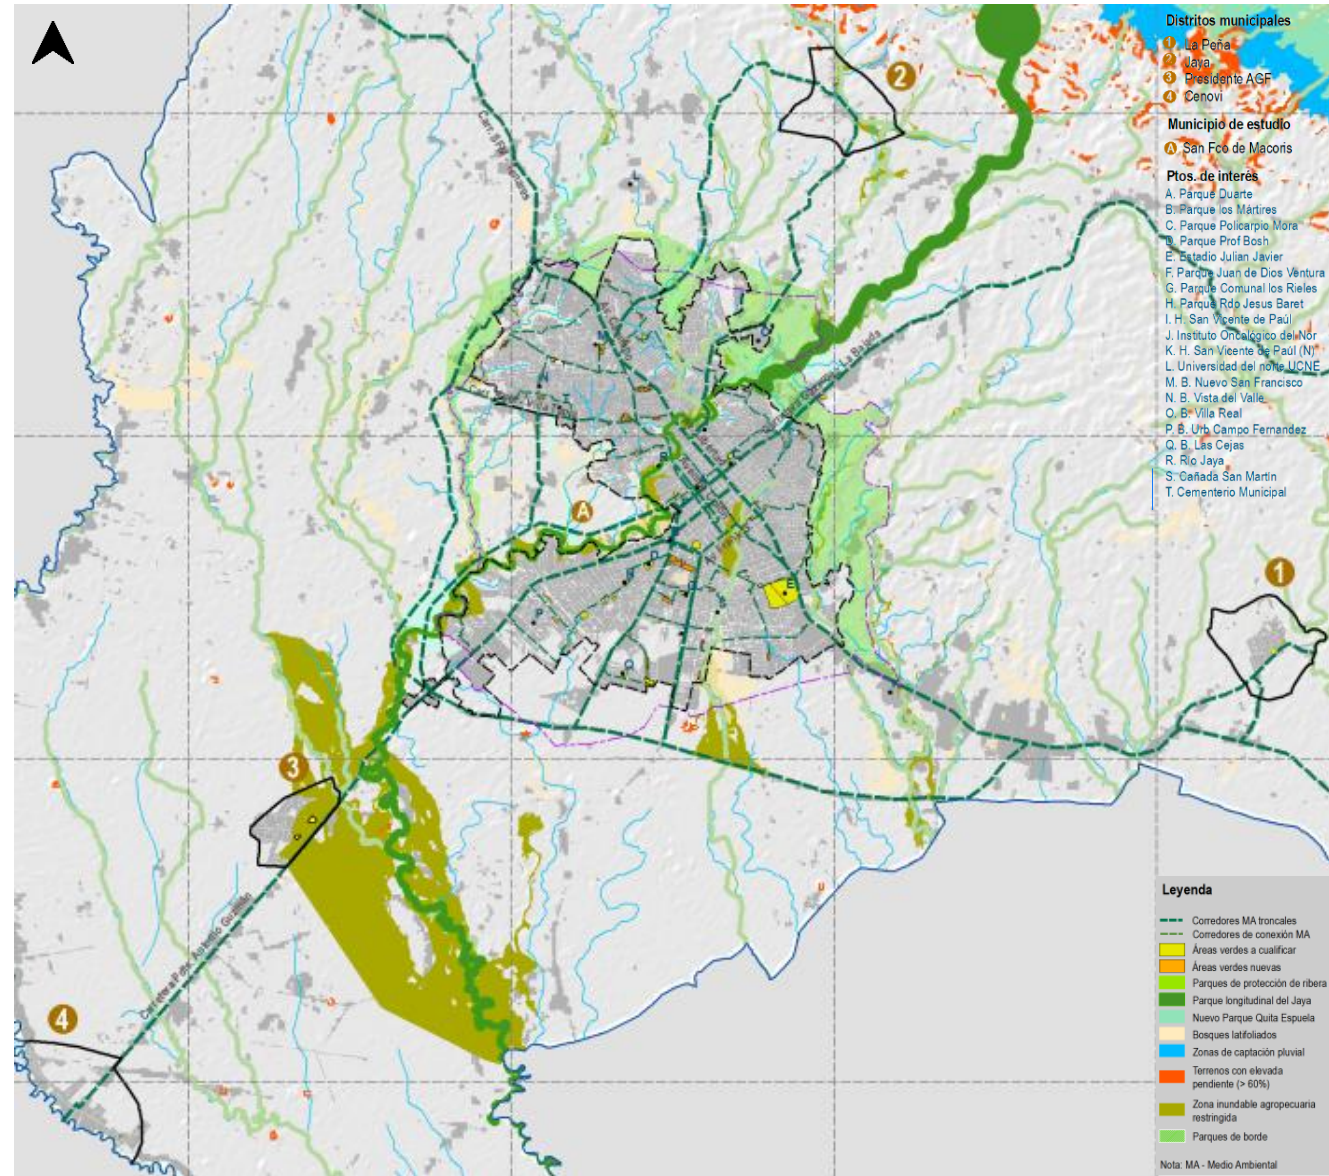 Distritos municipales
1 La Peña
2 Jaya
3 Presidente AGF
4 Cenovi
Municipio de estudio
A San Fco de Macoris
Ptos. de interés
A. Parque Duarte
B. Parque los Mártires
C. Parque Policarpio Mora
D. Parque Prof Bosh
E. Estadio Julian Javier
F. Parque Juan de Dios Ventura
G. Parque Comunal los Rieles
H. Parque Rdo Jesus Baret
I. H. San Vicente de Paúl
J. Instituto Oncológico del Nor
K. H. San Vicente de Paúl (N)
L. Universidad del norte UCNE
M. B. Nuevo San Francisco
N. B. Vista del Valle
O. B. Villa Real
P. B. Urb Campo Fernandez
Q. B. Las Cejas
R. Río Jaya
S. Cañada San Martín
T. Cementerio Municipal
2
L
A
1
E
P
3
4
Leyenda
Corredores MA troncales
Corredores de conexión MA
Áreas verdes a cualificar
Áreas verdes nuevas
Parques de protección de ribera
Parque longitudinal del Jaya
Nuevo Parque Quita Espuela
Bosques latifoliados
Zonas de captación pluvial
Terrenos con elevada
pendiente (> 60%)
Zona inundable agropecuaria
restringida
Parques de borde
Nota: MA - Medio Ambiental